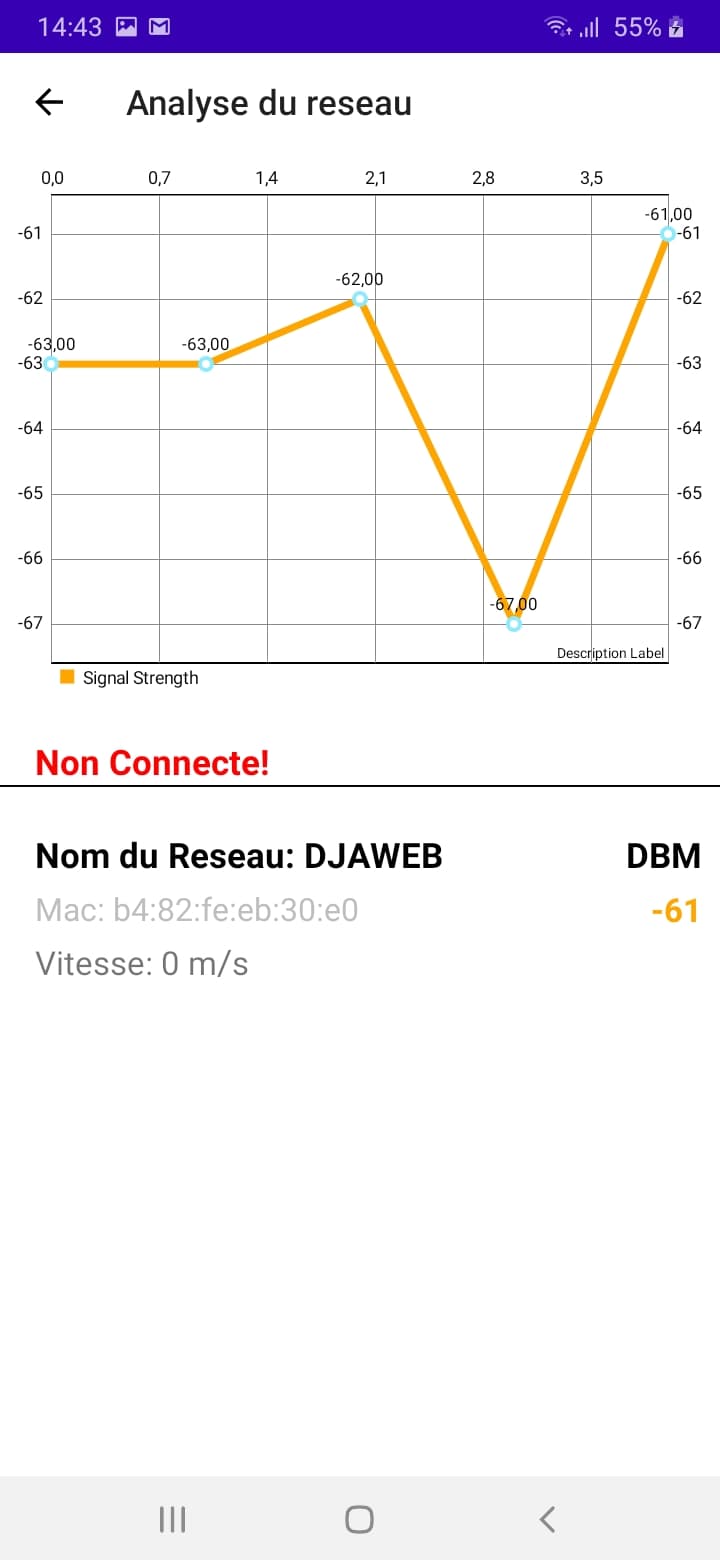 14:43
55%
Analyse du reseau
0,0 0,7 1,4 2,1 2,8 3,5
-61,00
-61 -61
-62,00
-62 -62
-63,00 -63,00
-63 -63
-64 -64
-65 -65
-66 -66
-67,00
-67 -67
Description Label
Signal Strength
Non Connecte!
Nom du Reseau: DJAWEB DBM
Mac: b4:82:fe:eb:30:e0 -61
Vitesse: 0 m/s